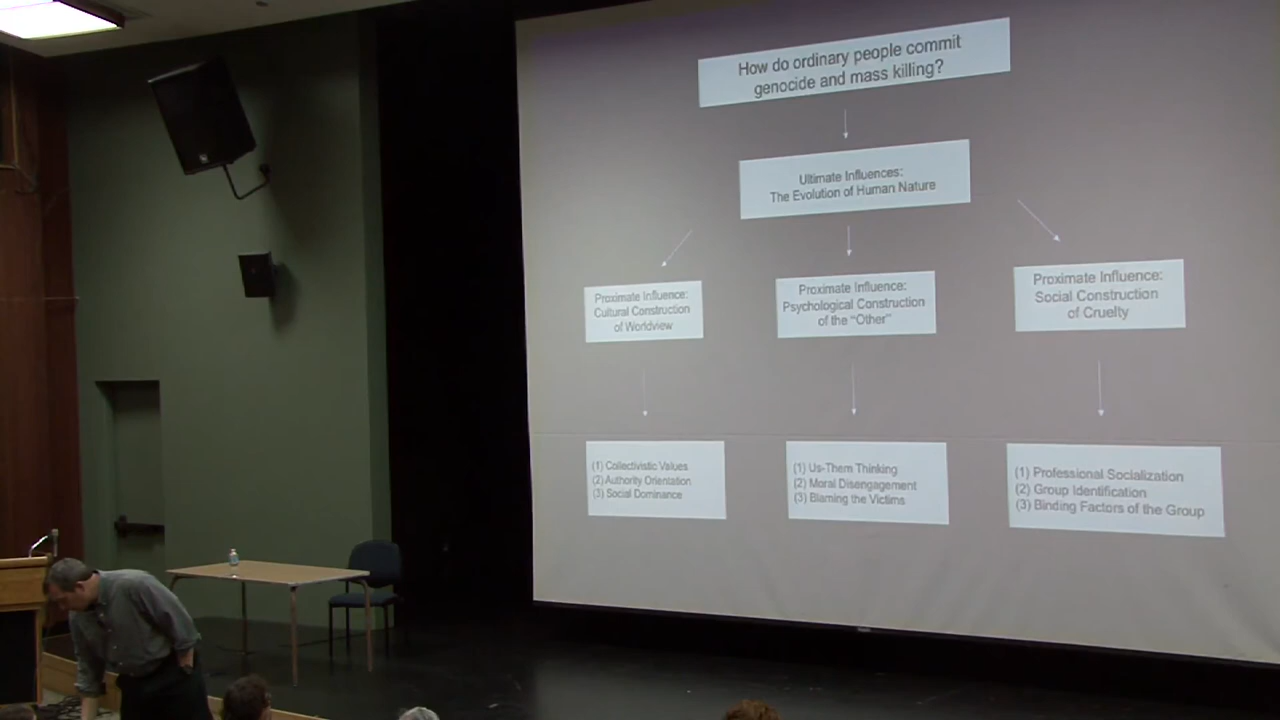 How do ordinary people commit
genocide and mass killing?
Ultimate Influences:
The Evolution of Human Nature
Proximate Influence:
Cultural Construction
of Worldview
Proximate Influence:
Psychological Construction
of the "Other"
Proximate Influence:
Social Construction
of Cruelty
(1) Collectivistic Values
(2) Authority Orientation
(3) Social Dominance
(1) Us-Them Thinking
(2) Moral Disengagement
(3) Blaming the Victims
(1) Professional Socialization
(2) Group Identification
(3) Binding Factors of the Group